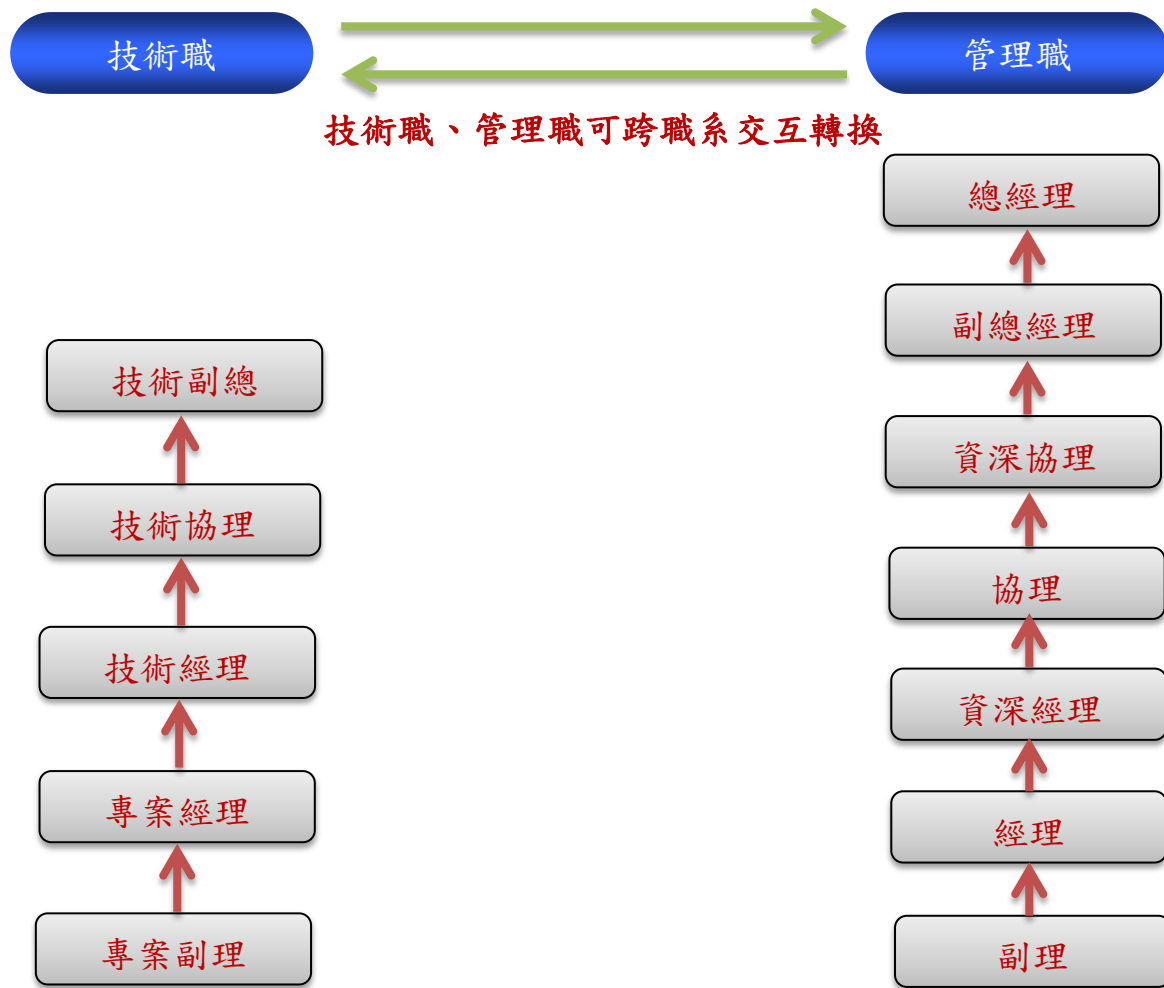 技術職
管理職
技術職、管理職可跨職系交互轉換
總經理
副總經理
技術副總
資深協理
技術協理
協理
技術經理
資深經理
專案經理
經理
專案副理
副理